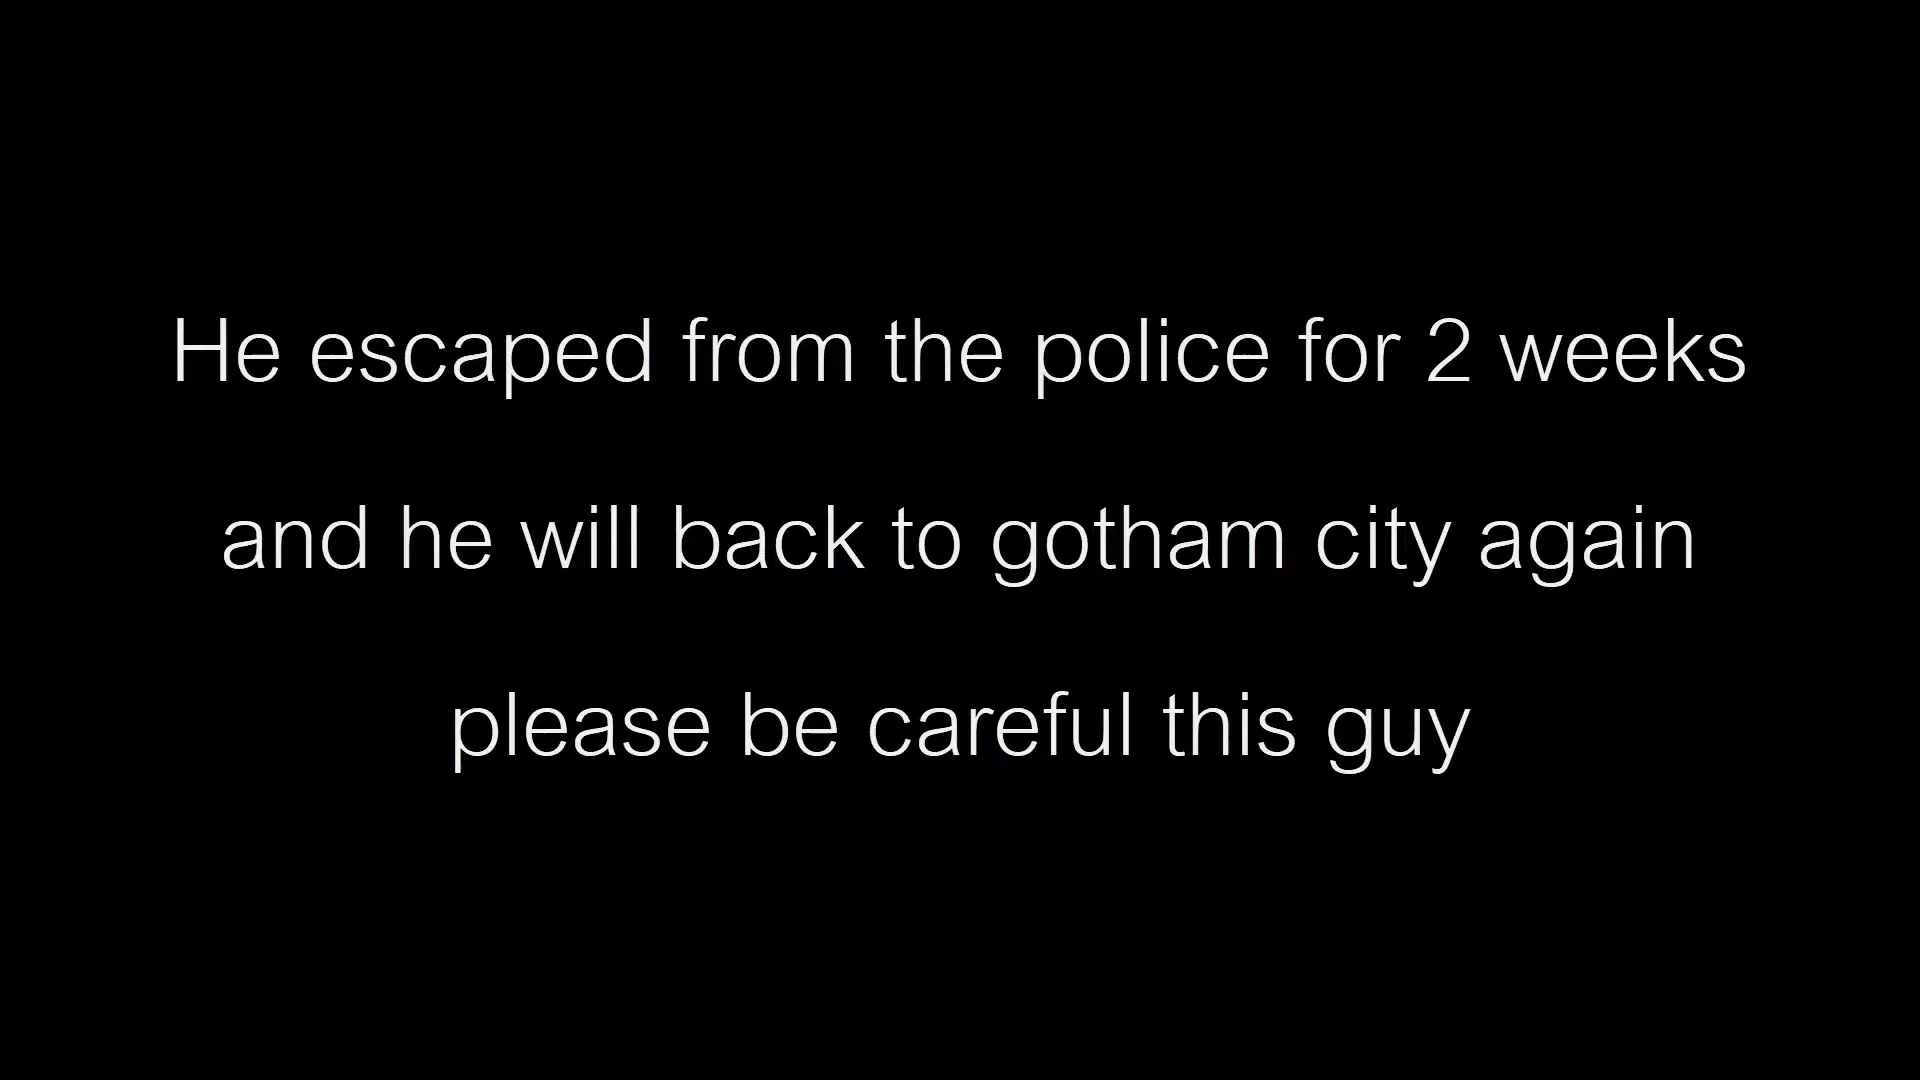 He escaped from the police for 2 weeks
and he will back to gotham city again
please be careful this guy